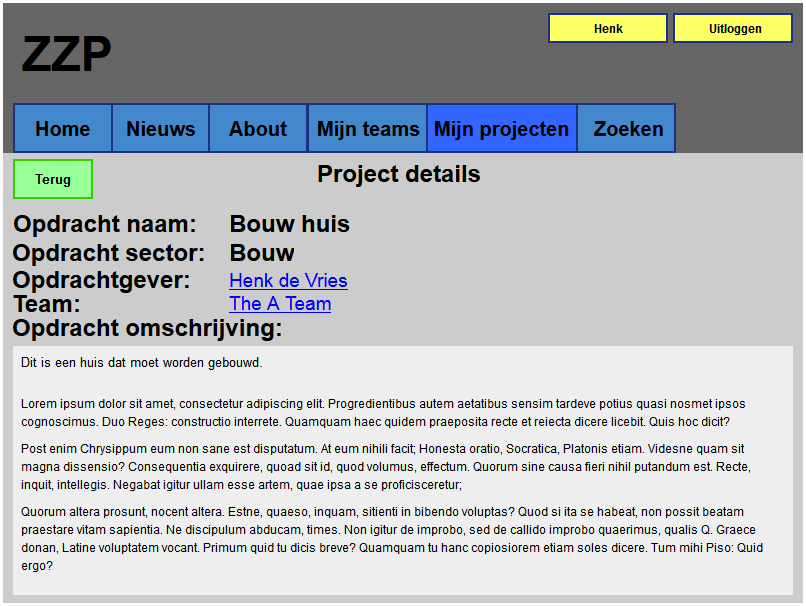 Henk Uitloggen
ZZP
Home Nieuws About Mijn teams Mijn projecten Zoeken
Terug Project details
Opdracht naam: Bouw huis
Opdracht sector: Bouw
Opdrachtgever: Henk de Vries
Team: The A Team
Opdracht omschrijving:
Dit is een huis dat moet worden gebouwd.
Lorem ipsum dolor sit amet, consectetur adipiscing elit. Progredientibus autem aetatibus sensim tardeve potius quasi nosmet ipsos
cognoscimus. Duo Reges: constructio interrete. Quamquam haec quidem praeposita recte et reiecta dicere licebit. Quis hoc dicit?
Post enim Chrysippum eum non sane est disputatum. At eum nihili facit; Honesta oratio, Socratica, Platonis etiam. Videsne quam sit
magna dissensio? Consequentia exquirere, quoad sit id, quod volumus, effectum. Quorum sine causa fieri nihil putandum est. Recte,
inquit, intellegis. Negabat igitur ullam esse artem, quae ipsa a se proficisceretur;
Quorum altera prosunt, nocent altera. Estne, quaeso, inquam, sitienti in bibendo voluptas? Quod si ita se habeat, non possit beatam
praestare vitam sapientia. Ne discipulum abducam, times. Non igitur de improbo, sed de callido improbo quaerimus, qualis Q. Graece
donan, Latine voluptatem vocant. Primum quid tu dicis breve? Quamquam tu hanc copiosiorem etiam soles dicere. Tum mihi Piso: Quid
ergo?